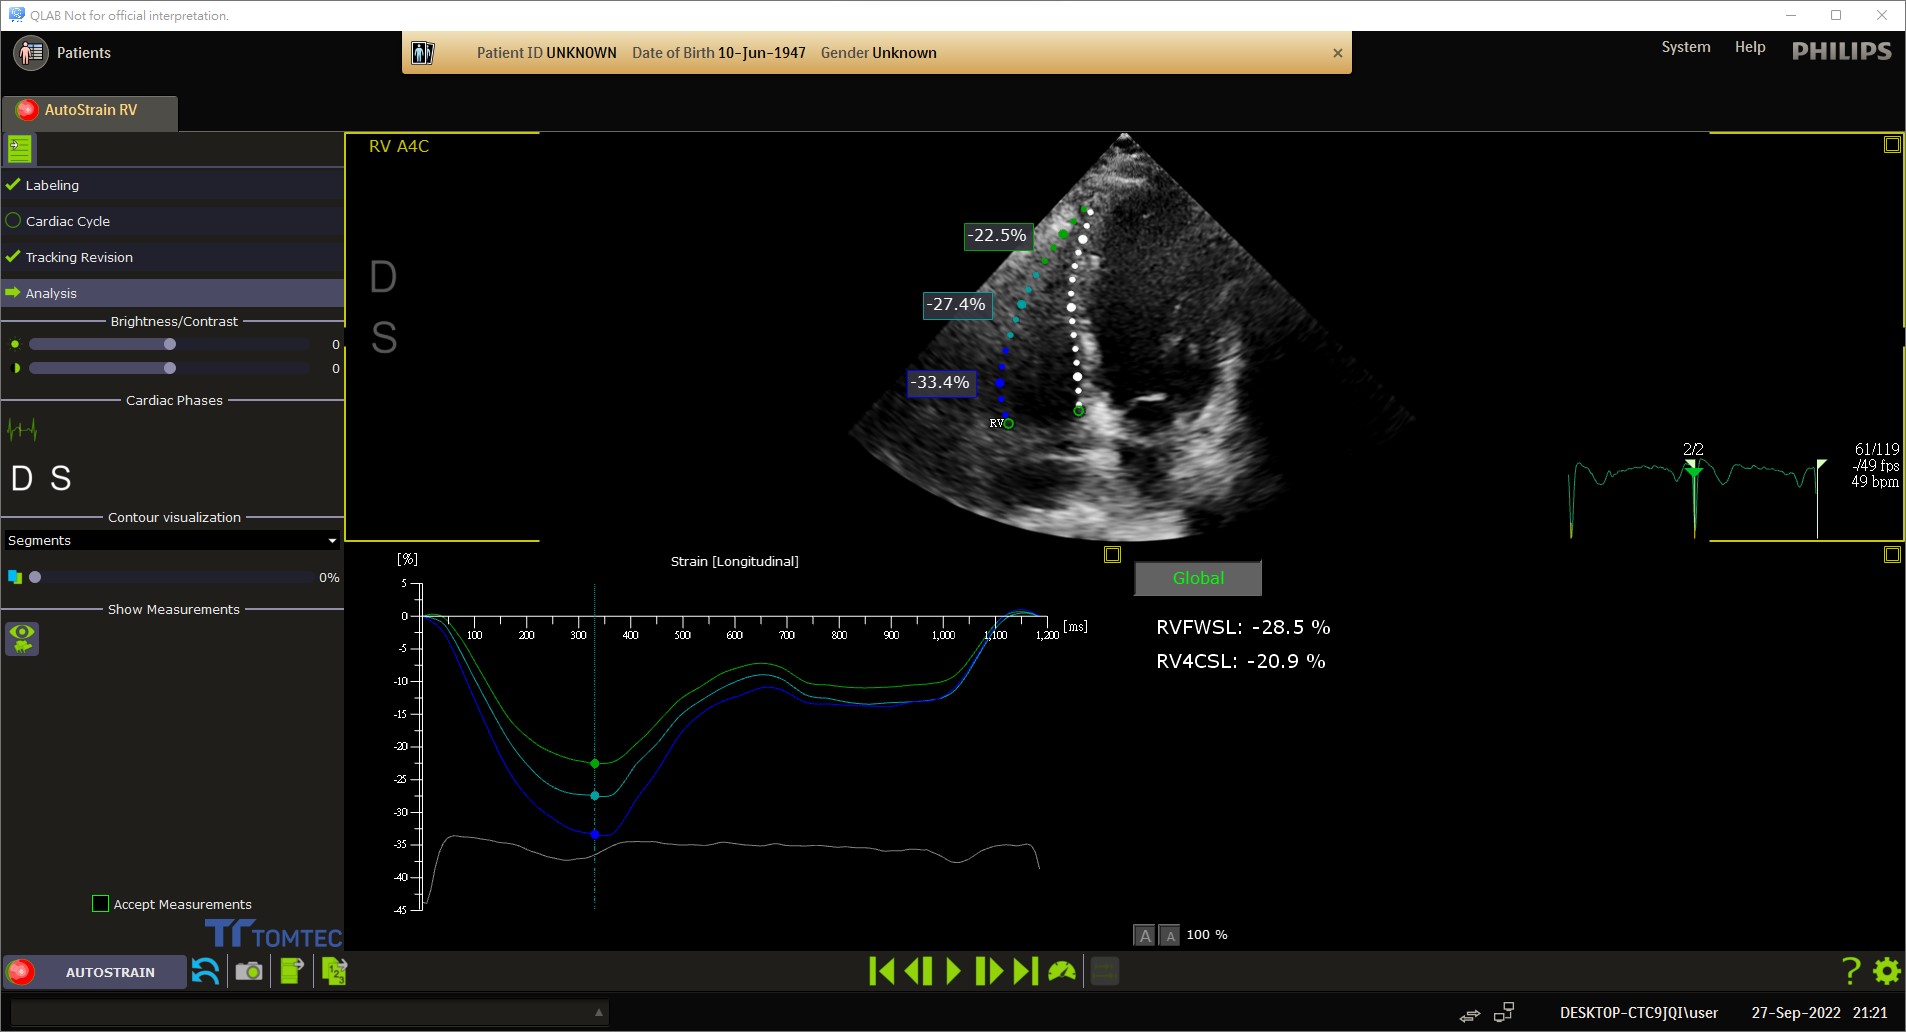 QLAB Not for official interpretation.
Patients
Patient ID UNKNOWN Date of Birth 10-Jun-1947 Gender Unknown
System Help PHILIPS
AutoStrain RV
Labeling
Cardiac Cycle
Tracking Revision
Analysis
Brightness/Contrast
0
0
Cardiac Phases
D S
Contour visualization
Segments
0%
Show Measurements
Accept Measurements
TOMTEC
RV A4C
D
S
-22.5%
-27.4%
-33.4%
RV
2/2
61/119
-/49 fps
49 bpm
[%]
Strain [Longitudinal]
5
0
-5
-10
-15
-20
-25
-30
-35
-40
-45
100 200 300 400 500 600 700 800 900 1,000 1,100 1,200 [ms]
Global
RVFWSL: -28.5 %
RV4CSL: -20.9 %
A A 100 %
AUTOSTRAIN
1 2 3
?
DESKTOP-CTC9JQI\user 27-Sep-2022 21:21